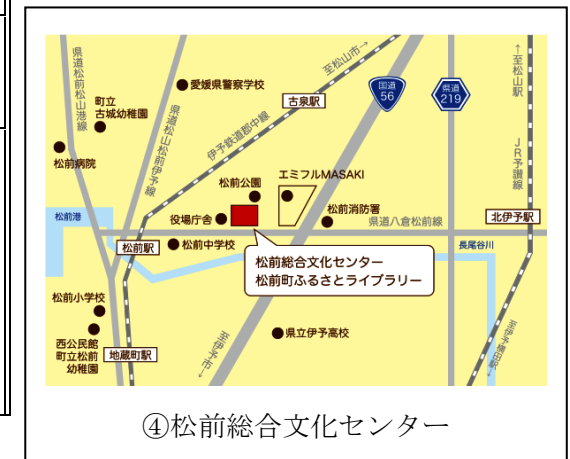 県道松前松山港線
愛媛県警察学校
町立
古城幼稚園
県道松山松前伊予線
古泉駅
至松山市→
伊予鉄道郡中線
国道
56
県道
219
←至松山駅
JR予讃線
松前病院
松前公園
エミフルMASAKI
松前港
役場庁舎
松前消防署
県道八倉松前線
北伊予駅
松前駅
松前中学校
長尾谷川
松前総合文化センター
松前町ふるさとライブラリー
松前小学校
西公民館
町立松前
幼稚園
地蔵町駅
至伊予市→
県立伊予高校
至伊予横田駅→
④松前総合文化センター